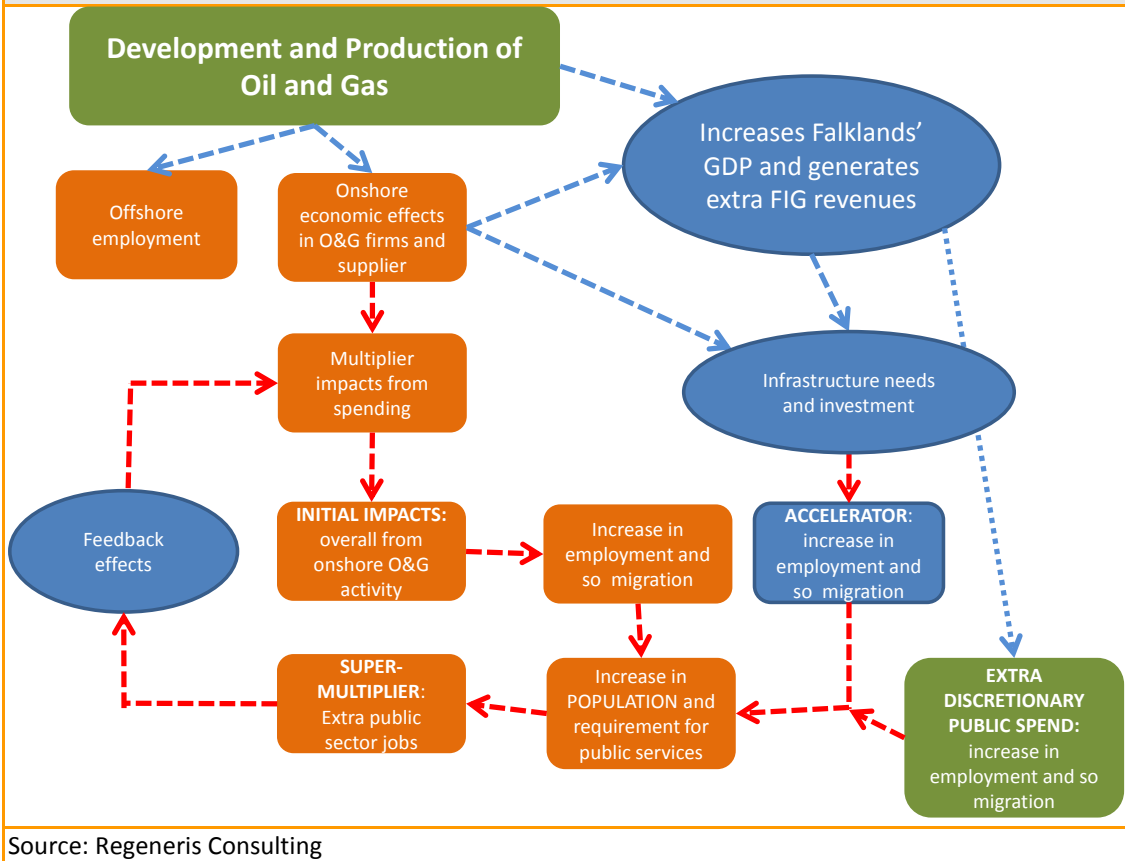 Development and Production of
Oil and Gas
Increases Falklands’
GDP and generates
extra FIG revenues
Offshore
employment
Onshore
economic effects
in O&G firms and
supplier
Multiplier
impacts from
spending
Infrastructure needs
and investment
Feedback
effects
INITIAL IMPACTS:
overall from
onshore O&G
activity
Increase in
employment and
so migration
ACCELERATOR:
increase in
employment and
so migration
SUPER-
MULTIPLIER:
Extra public
sector jobs
Increase in
POPULATION and
requirement for
public services
EXTRA
DISCRETIONARY
PUBLIC SPEND:
increase in
employment and so
migration
Source: Regeneris Consulting